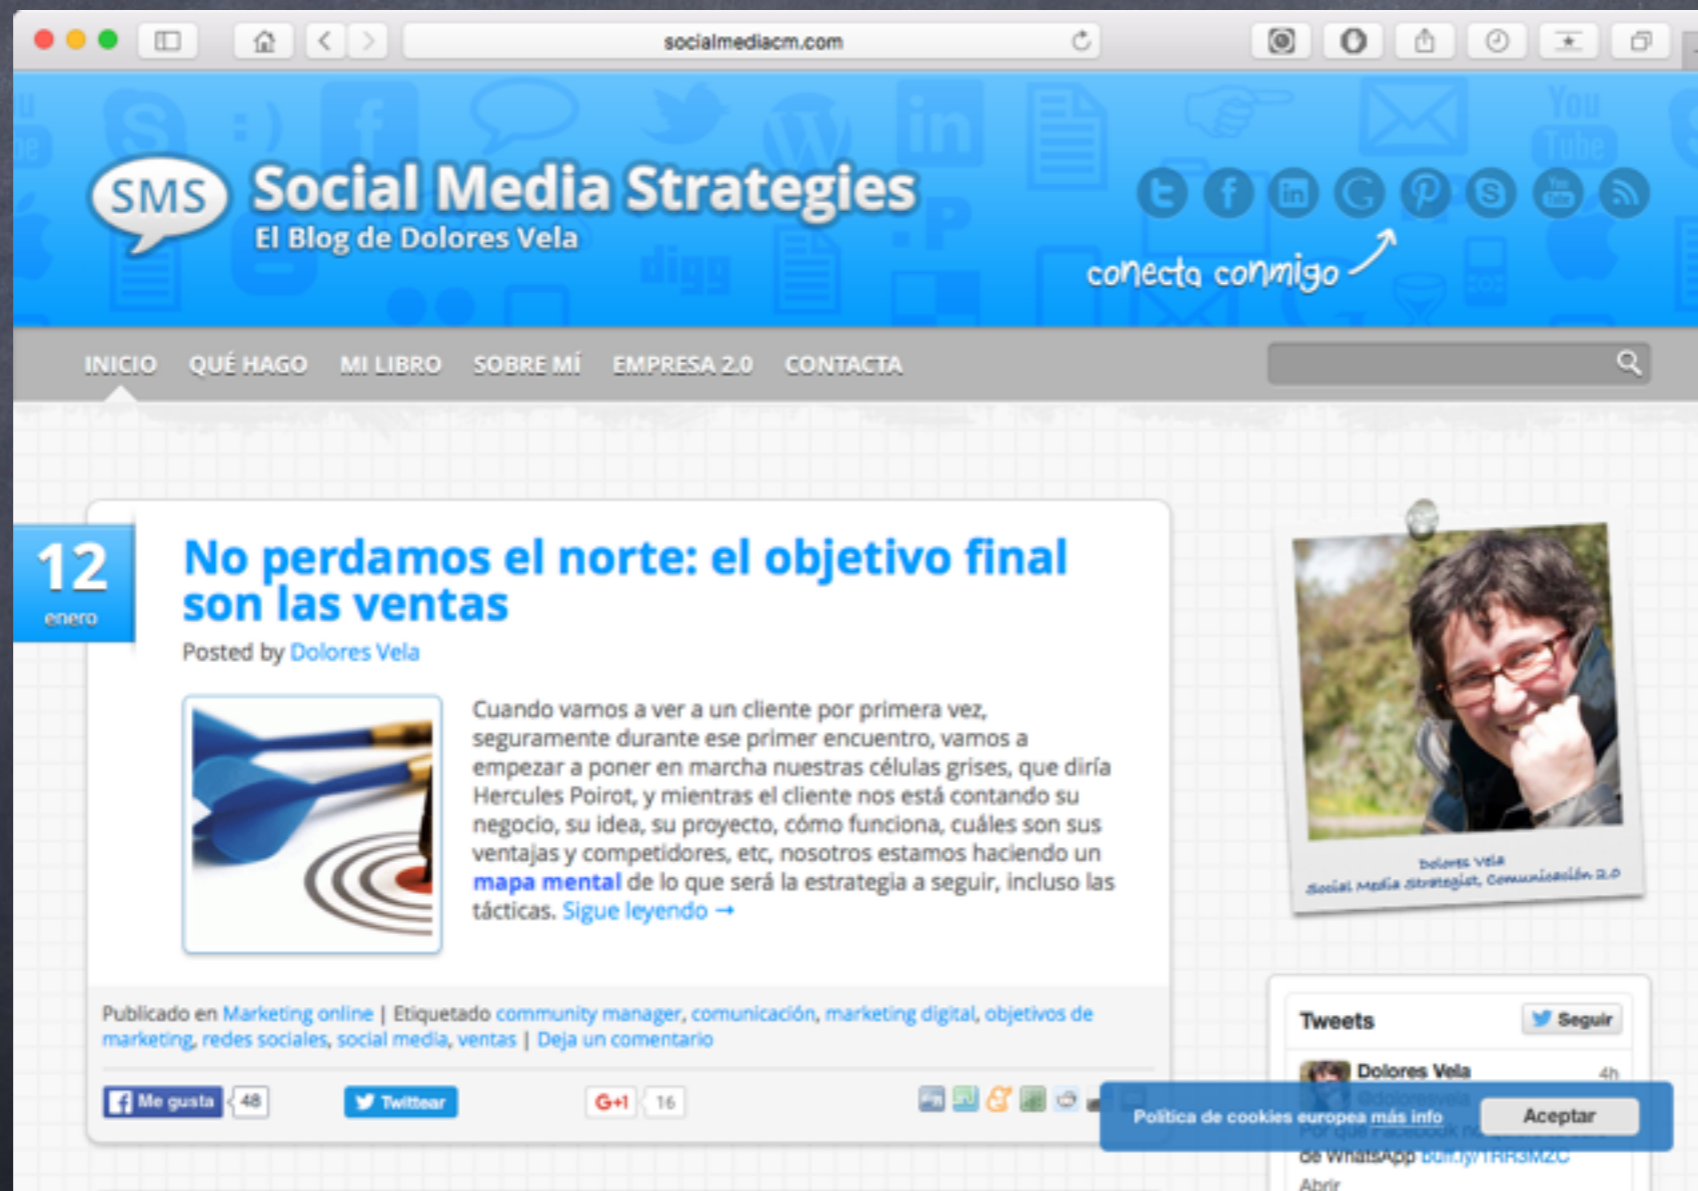 socialmediacm.com
SMS
Social Media Strategies
El Blog de Dolores Vela
conecta conmigo
INICIO QUÉ HAGO MI LIBRO SOBRE MÍ EMPRESA 2.0 CONTACTA
12
enero
No perdamos el norte: el objetivo final
son las ventas
Posted by Dolores Vela
Cuando vamos a ver a un cliente por primera vez,
seguramente durante ese primer encuentro, vamos a
empezar a poner en marcha nuestras células grises, que diría
Hercules Poirot, y mientras el cliente nos está contando su
negocio, su idea, su proyecto, cómo funciona, cuáles son sus
ventajas y competidores, etc, nosotros estamos haciendo un
mapa mental de lo que será la estrategia a seguir, incluso las
tácticas. Sigue leyendo →
Publicado en Marketing online | Etiquetado community manager, comunicación, marketing digital, objetivos de
marketing, redes sociales, social media, ventas | Deja un comentario
Me gusta 48 Twittear G+1 16
Dolores Vela
Social Media Strategist, Comunicación 2.0
Tweets Seguir
Dolores Vela 4h
@doloresvela
Política de cookies europea más info Aceptar
Por qué Facebook
de WhatsApp buff.ly/1RR3MZC
Abrir